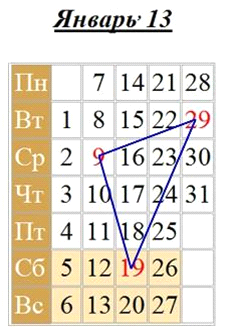 Январь 13
Пн 7 14 21 28
Вт 1 8 15 22 29
Ср 2 9 16 23 30
Чт 3 10 17 24 31
Пт 4 11 18 25
Сб 5 12 19 26
Вс 6 13 20 27